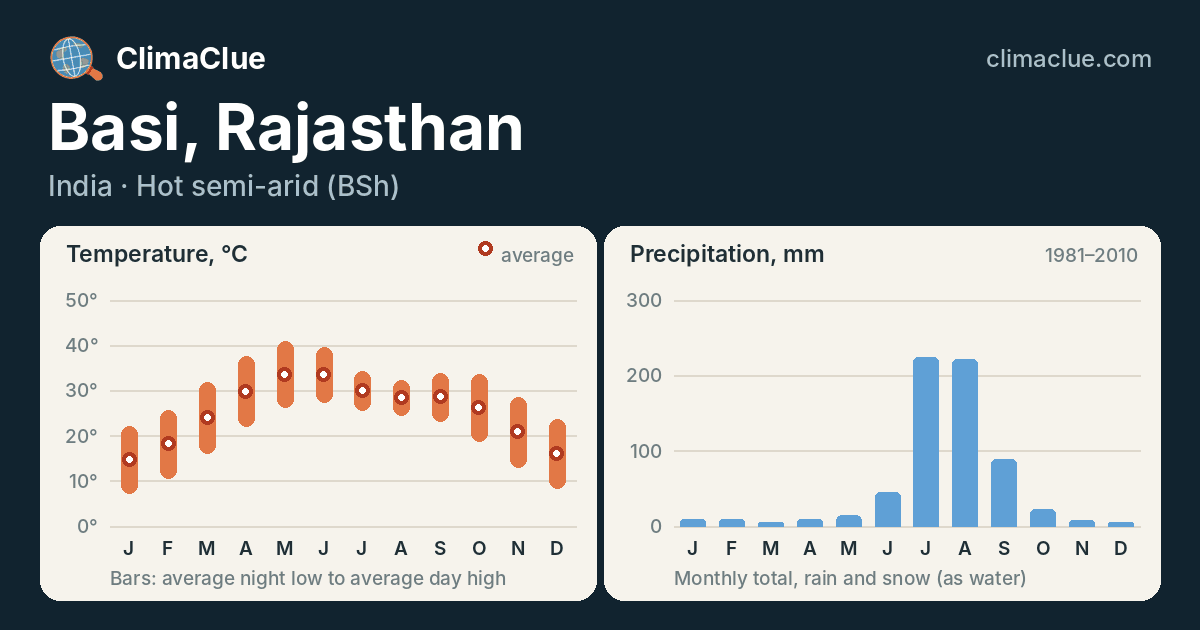 ClimaClue
climaclue.com
Basi, Rajasthan
India · Hot semi-arid (BSh)
Temperature, °C
average
50°
40°
30°
20°
10°
0°
J F M A M J J A S O N D
Bars: average night low to average day high
Precipitation, mm
1981–2010
300
200
100
0
J F M A M J J A S O N D
Monthly total, rain and snow (as water)